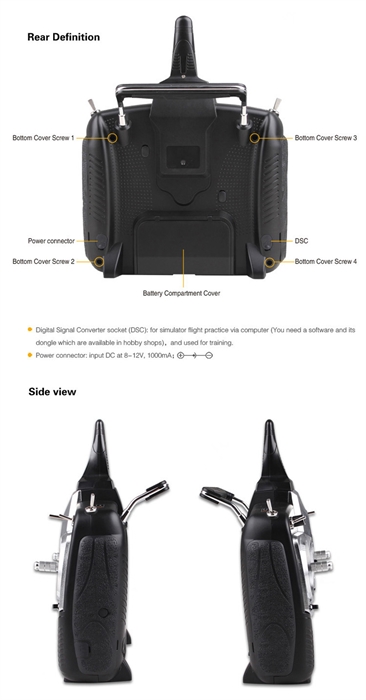 Rear Definition
Bottom Cover Screw 1
Bottom Cover Screw 3
Power connector
DSC
Bottom Cover Screw 2
Bottom Cover Screw 4
Battery Compartment Cover
Digital Signal Converter socket (DSC): for simulator flight practice via computer (You need a software and its
dongle which are available in hobby shops)、and used for training.
Power connector: input DC at 8~12V, 1000mA;
Side view